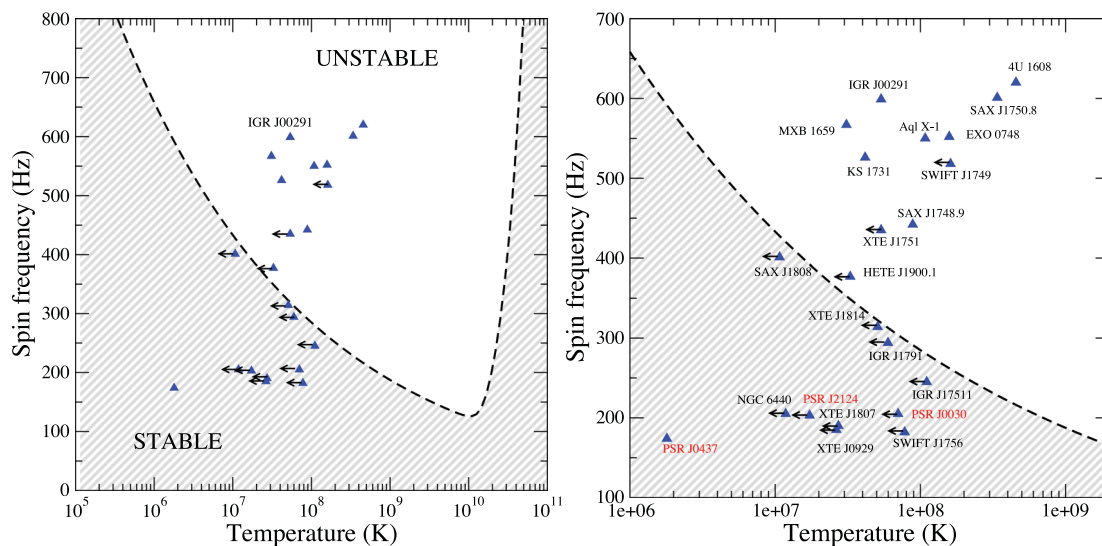 800
700
600
500
400
300
200
100
0
Spin frequency (Hz)
UNSTABLE
IGR J00291
STABLE
10^5 10^6 10^7 10^8 10^9 10^10 10^11
Temperature (K)
700
600
500
400
300
200
100
Spin frequency (Hz)
4U 1608
IGR J00291
SAX J1750.8
MXB 1659
Aql X-1
EXO 0748
KS 1731
SWIFT J1749
SAX J1748.9
XTE J1751
SAX J1808
HETE J1900.1
XTE J1814
IGR J1791
IGR J17511
NGC 6440
PSR J2124
XTE J1807
PSR J0030
PSR J0437
XTE J0929
SWIFT J1756
1e+06 1e+07 1e+08 1e+09
Temperature (K)